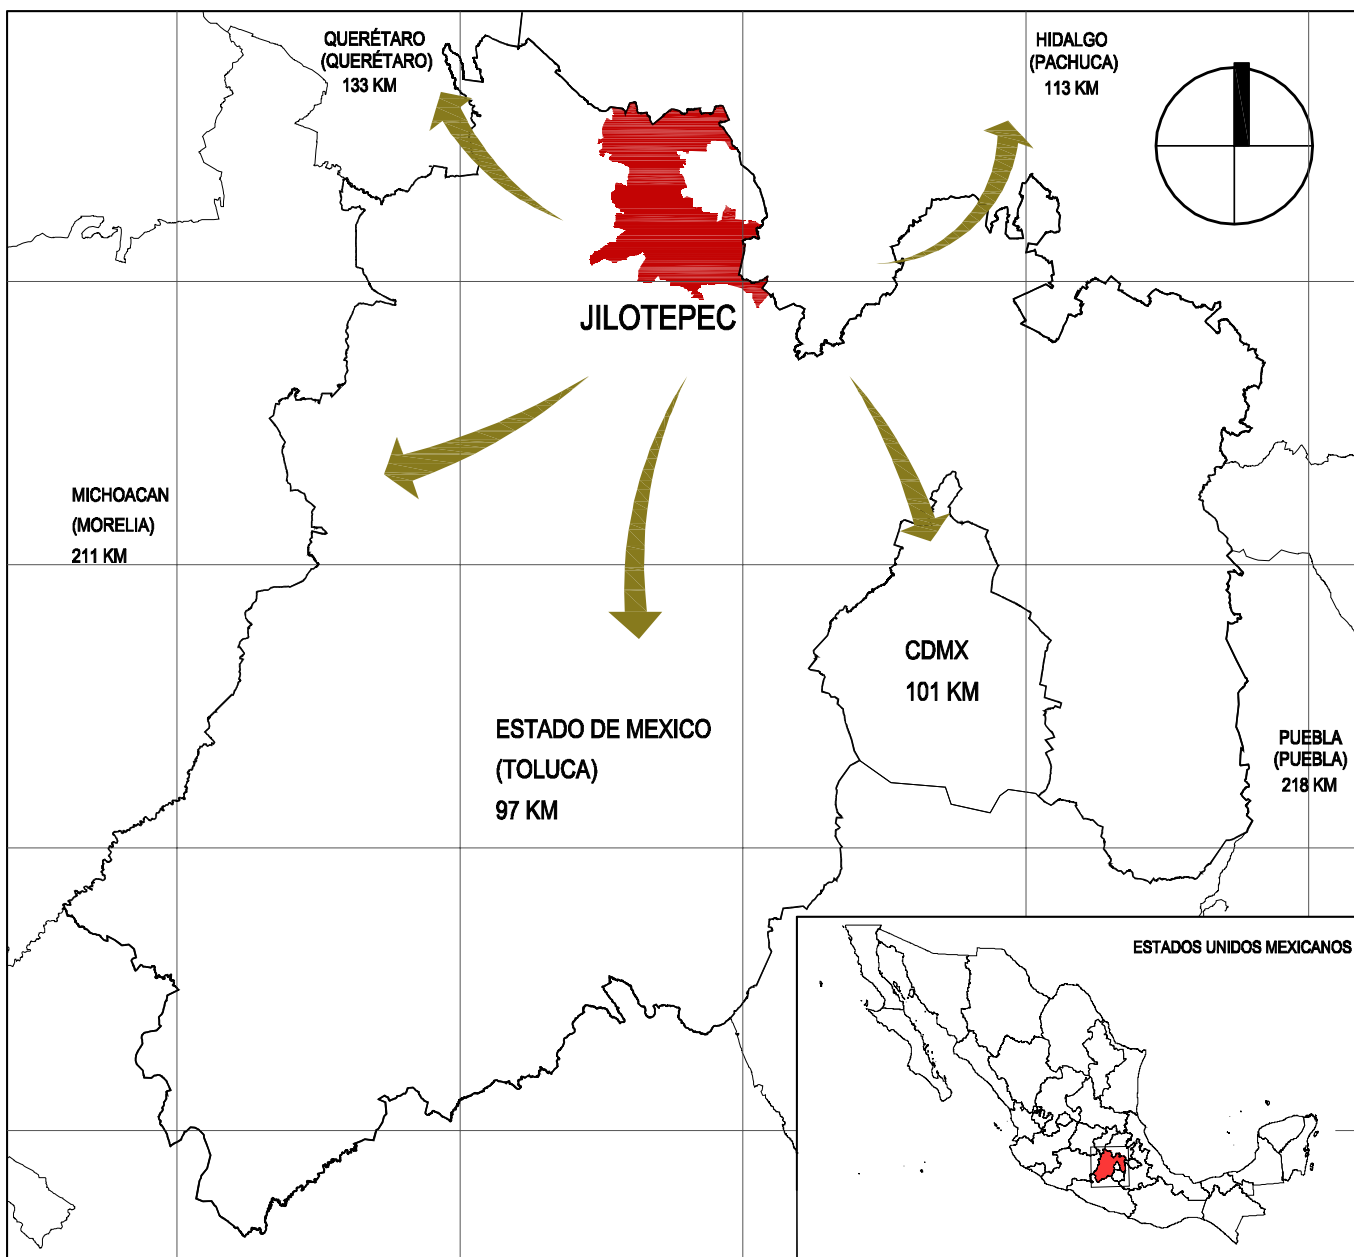 QUERÉTARO
(QUERÉTARO)
133 KM
HIDALGO
(PACHUCA)
113 KM
JILOTEPEC
MICHOACAN
(MORELIA)
211 KM
CDMX
101 KM
ESTADO DE MEXICO
(TOLUCA)
97 KM
PUEBLA
(PUEBLA)
218 KM
ESTADOS UNIDOS MEXICANOS